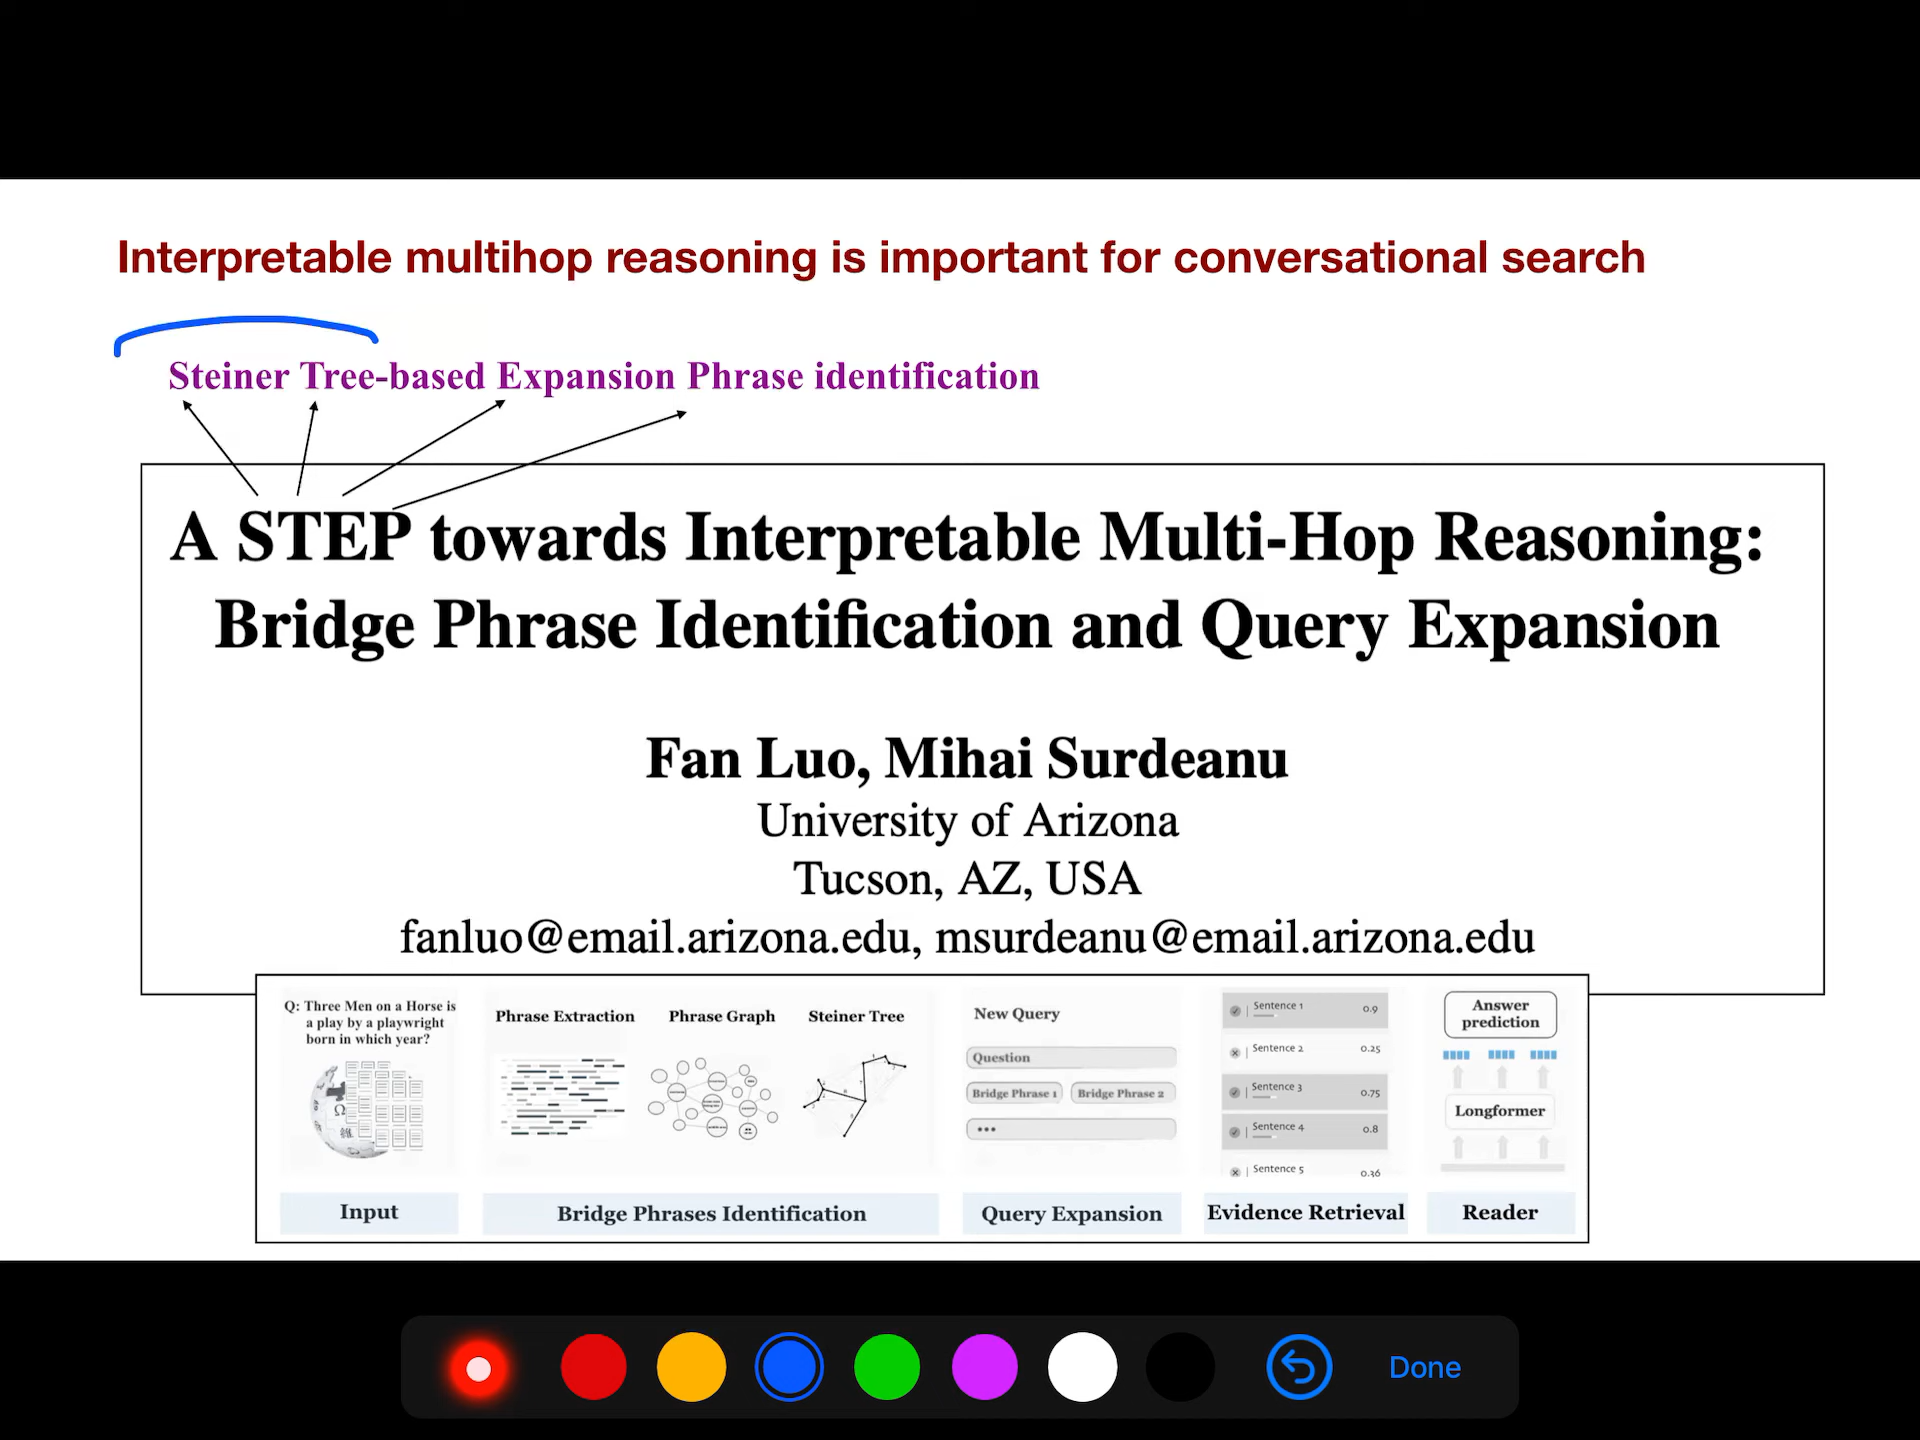 Interpretable multihop reasoning is important for conversational search
Steiner Tree-based Expansion Phrase identification
A STEP towards Interpretable Multi-Hop Reasoning:
Bridge Phrase Identification and Query Expansion
Fan Luo, Mihai Surdeanu
University of Arizona
Tucson, AZ, USA
fanluo@email.arizona.edu, msurdeanu@email.arizona.edu
Q: Three Men on a Horse is
a play by a playwright
born in which year?
Input
Phrase Extraction
Phrase Graph
Steiner Tree
Bridge Phrases Identification
New Query
Question
Bridge Phrase 1
Bridge Phrase 2
•••
Query Expansion
Sentence 1 0.9
Sentence 2 0.25
Sentence 3 0.75
Sentence 4 0.8
Sentence 5 0.36
Evidence Retrieval
Answer
prediction
Longformer
Reader
Done